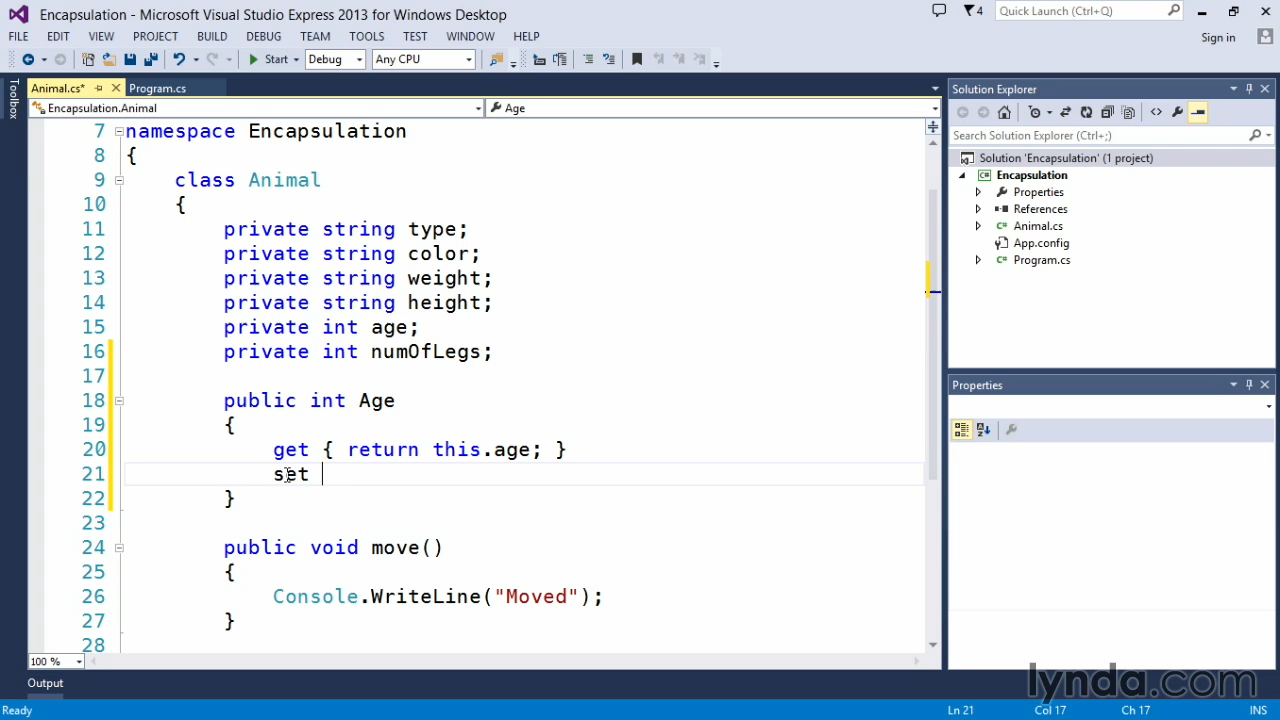 Encapsulation - Microsoft Visual Studio Express 2013 for Windows Desktop
4
Quick Launch (Ctrl+Q)
FILE EDIT VIEW PROJECT BUILD DEBUG TEAM TOOLS TEST WINDOW HELP
Sign in
Start Debug Any CPU
Toolbox
Animal.cs* Program.cs
Encapsulation.Animal Age
7 namespace Encapsulation
8 {
9 class Animal
10 {
11 private string type;
12 private string color;
13 private string weight;
14 private string height;
15 private int age;
16 private int numOfLegs;
17
18 public int Age
19 {
20 get { return this.age; }
21 set
22 }
23
24 public void move()
25 {
26 Console.WriteLine("Moved");
27 }
28
100 %
Solution Explorer
Search Solution Explorer (Ctrl+;)
Solution 'Encapsulation' (1 project)
Encapsulation
Properties
References
Animal.cs
App.config
Program.cs
Properties
Output
lynda.com
Ready Ln 21 Col 17 Ch 17 INS